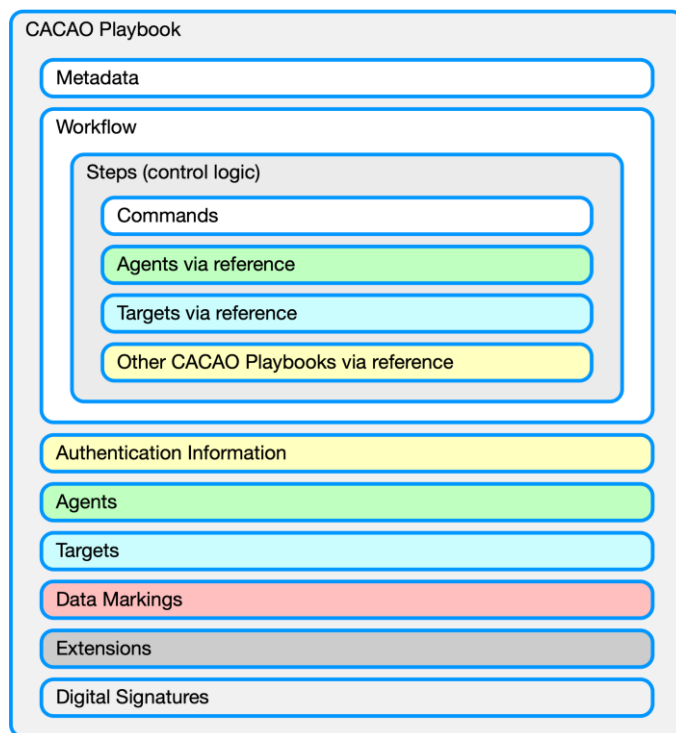 CACAO Playbook
Metadata
Workflow
Steps (control logic)
Commands
Agents via reference
Targets via reference
Other CACAO Playbooks via reference
Authentication Information
Agents
Targets
Data Markings
Extensions
Digital Signatures